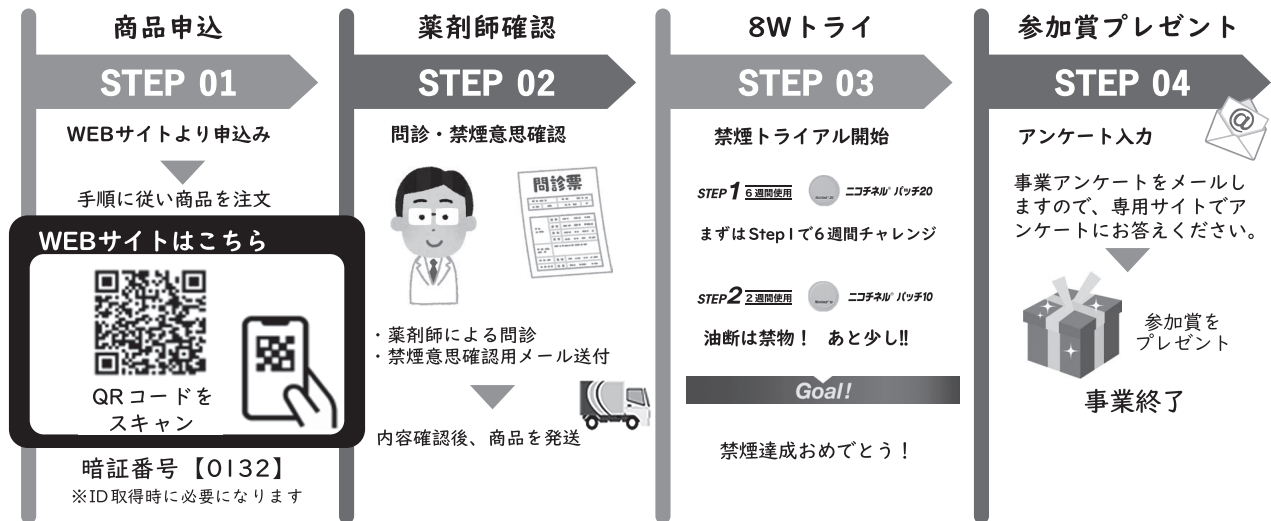 商品申込
STEP 01
WEBサイトより申込み
手順に従い商品を注文
WEBサイトはこちら
QRコードを
スキャン
暗証番号【0132】
※ID取得時に必要になります
薬剤師確認
STEP 02
問診・禁煙意思確認
問診票
・薬剤師による問診
・禁煙意思確認用メール送付
内容確認後、商品を発送
8Wトライ
STEP 03
禁煙トライアル開始
STEP1 6週間使用 ニコチネル® パッチ20
まずはStep1で6週間チャレンジ
STEP2 2週間使用 ニコチネル® パッチ10
油断は禁物！　あと少し!!
Goal!
禁煙達成おめでとう！
参加賞プレゼント
STEP 04
@
アンケート入力
事業アンケートをメールし
ますので、専用サイトでア
ンケートにお答えください。
参加賞を
プレゼント
事業終了